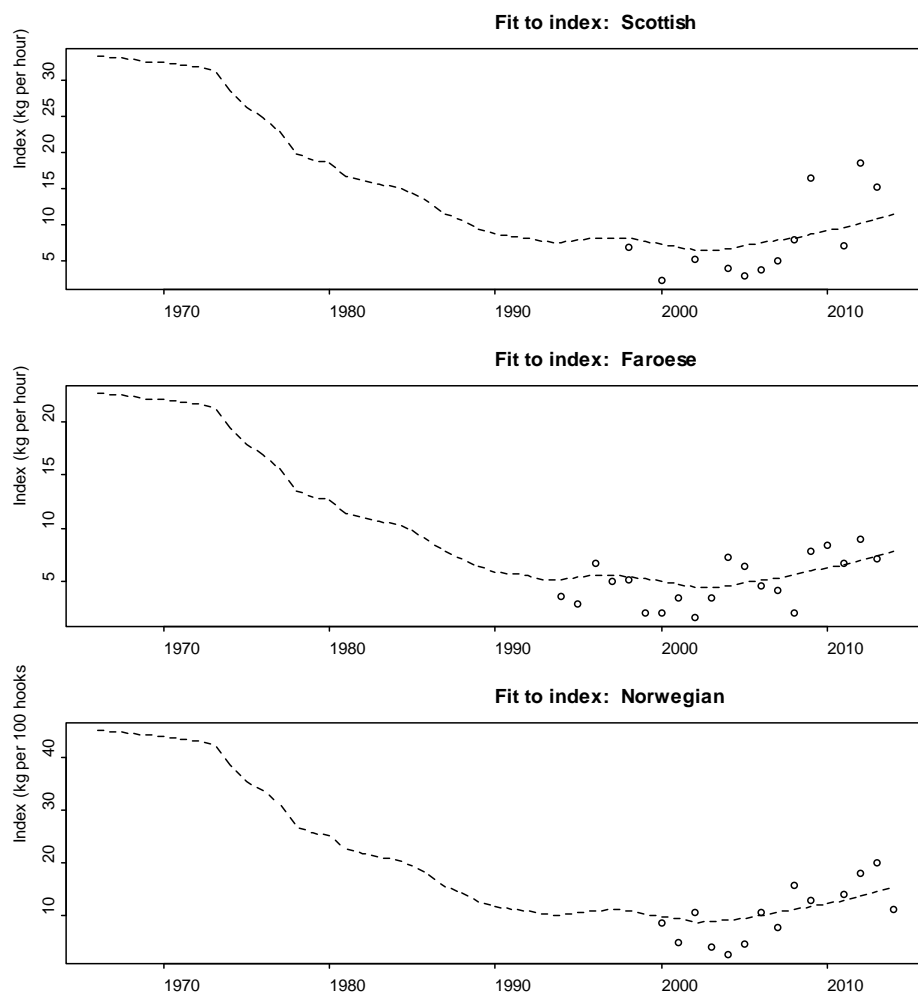 Fit to index: Scottish
Index (kg per hour)
30
25
20
15
10
5
1970 1980 1990 2000 2010
Fit to index: Faroese
Index (kg per hour)
20
15
10
5
1970 1980 1990 2000 2010
Fit to index: Norwegian
Index (kg per 100 hooks
40
30
20
10
1970 1980 1990 2000 2010